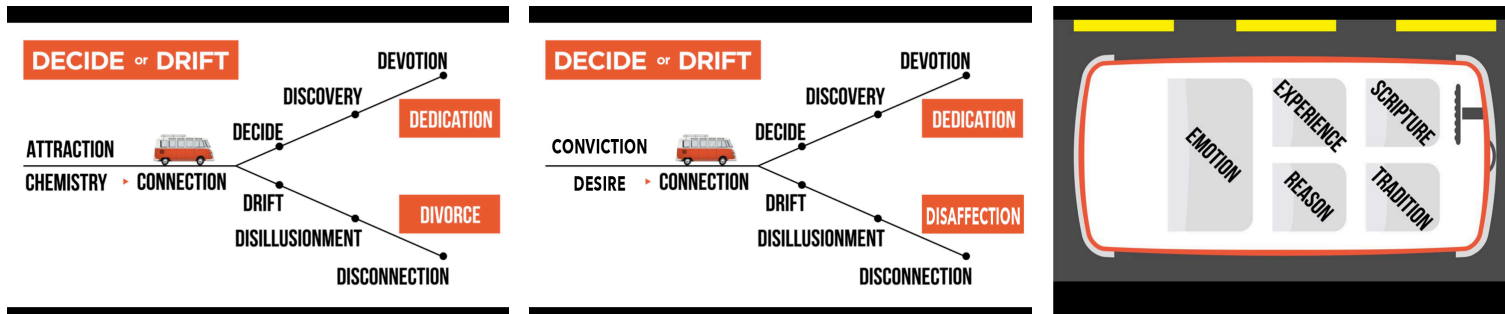 DECIDE or DRIFT
DEVOTION
DISCOVERY
DEDICATION
DECIDE
ATTRACTION
CHEMISTRY ▸ CONNECTION
DRIFT
DIVORCE
DISILLUSIONMENT
DISCONNECTION
DECIDE or DRIFT
DEVOTION
DISCOVERY
DEDICATION
DECIDE
CONVICTION
DESIRE ▸ CONNECTION
DRIFT
DISAFFECTION
DISILLUSIONMENT
DISCONNECTION
EMOTION
EXPERIENCE
SCRIPTURE
REASON
TRADITION